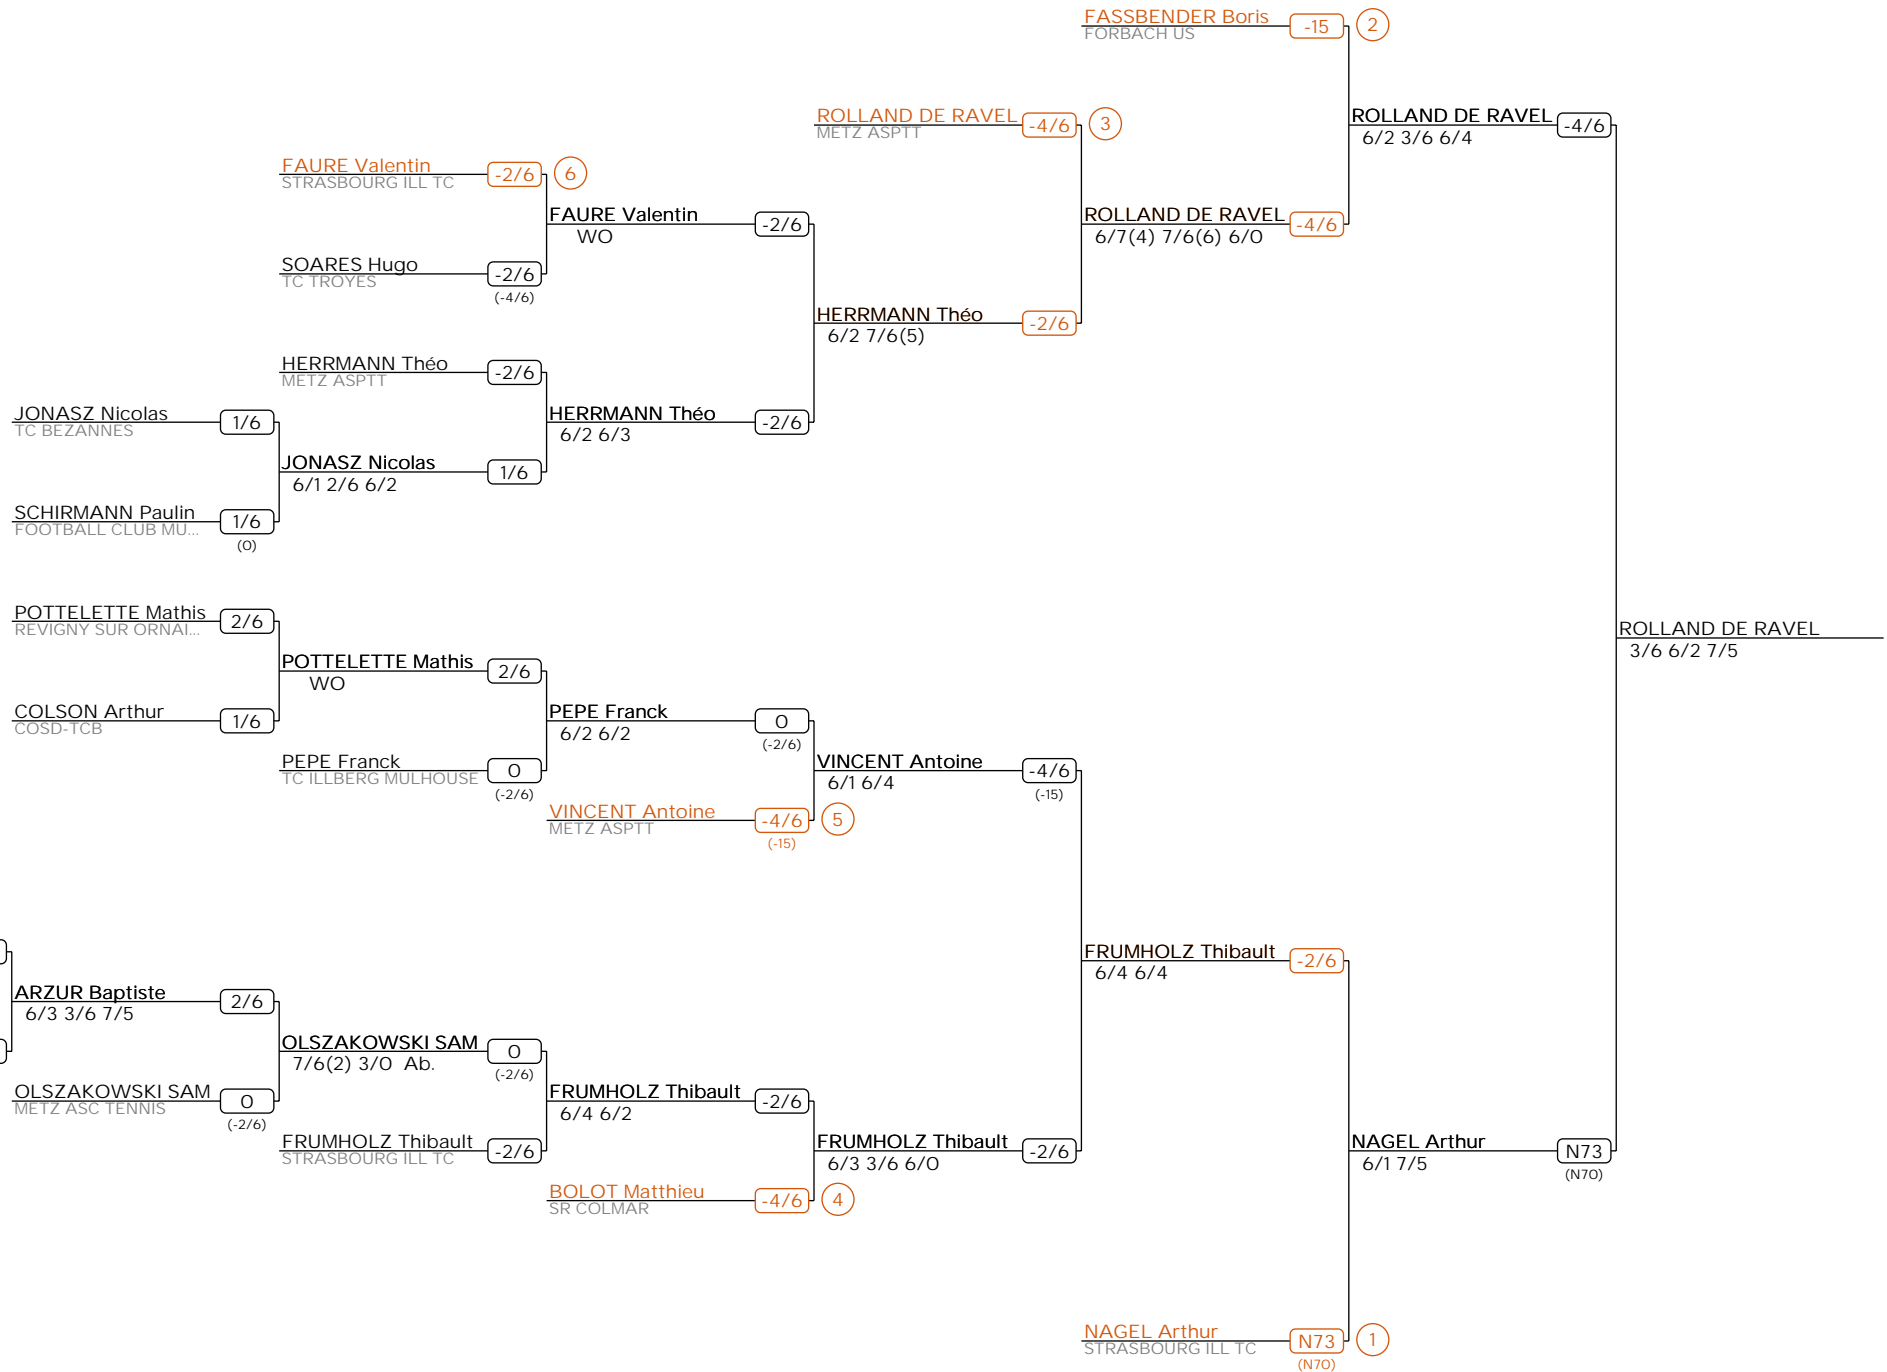 FASSBENDER Boris
-15
2
FORBACH US
ROLLAND DE RAVEL
-4/6
3
METZ ASPTT
ROLLAND DE RAVEL
-4/6
6/2 3/6 6/4
FAURE Valentin
-2/6
6
STRASBOURG ILL TC
FAURE Valentin
-2/6
WO
ROLLAND DE RAVEL
-4/6
6/7(4) 7/6(6) 6/0
SOARES Hugo
-2/6
TC TROYES
(-4/6)
HERRMANN Théo
-2/6
6/2 7/6(5)
HERRMANN Théo
-2/6
METZ ASPTT
JONASZ Nicolas
1/6
TC BEZANNES
HERRMANN Théo
-2/6
6/2 6/3
JONASZ Nicolas
1/6
6/1 2/6 6/2
SCHIRMANN Paulin
1/6
FOOTBALL CLUB MU...
(0)
POTTELETTE Mathis
2/6
REVIGNY SUR ORNAI...
ROLLAND DE RAVEL
3/6 6/2 7/5
POTTELETTE Mathis
2/6
WO
COLSON Arthur
1/6
COSD-TCB
PEPE Franck
0
6/2 6/2
(-2/6)
PEPE Franck
0
TC ILLBERG MULHOUSE
(-2/6)
VINCENT Antoine
-4/6
6/1 6/4
(-15)
VINCENT Antoine
-4/6
5
METZ ASPTT
(-15)
FRUMHOLZ Thibault
-2/6
6/4 6/4
ARZUR Baptiste
2/6
6/3 3/6 7/5
OLSZAKOWSKI SAM
0
7/6(2) 3/0 Ab.
(-2/6)
OLSZAKOWSKI SAM
0
METZ ASC TENNIS
(-2/6)
FRUMHOLZ Thibault
-2/6
6/4 6/2
FRUMHOLZ Thibault
-2/6
STRASBOURG ILL TC
FRUMHOLZ Thibault
-2/6
6/3 3/6 6/0
NAGEL Arthur
N73
6/1 7/5
(N70)
BOLOT Matthieu
-4/6
4
SR COLMAR
NAGEL Arthur
N73
1
STRASBOURG ILL TC
(N70)